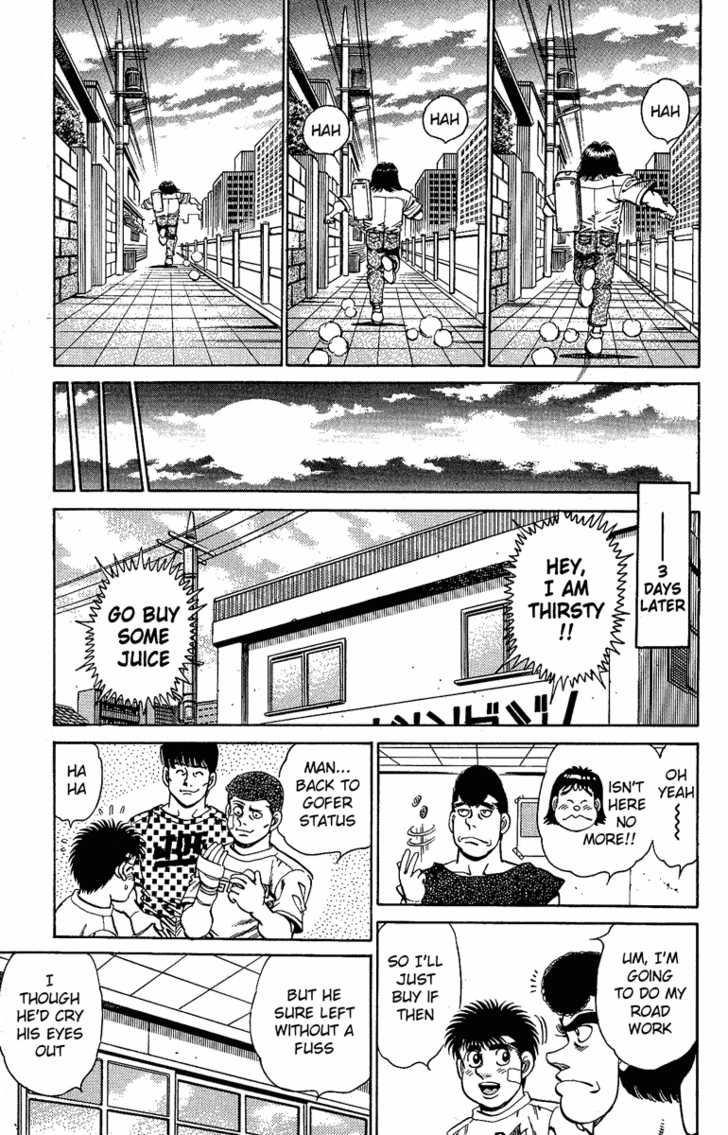 HAH
HAH
HAH
3
DAYS
LATER
HEY,
I AM
THIRSTY
!!
GO BUY
SOME
JUICE
OH
YEAH
ISN'T
HERE
NO
MORE!!
MAN...
BACK TO
GOFER
STATUS
HA
HA
UM, I'M
GOING
TO DO MY
ROAD
WORK
SO I'LL
JUST
BUY IF
THEN
BUT HE
SURE LEFT
WITHOUT A
FUSS
I
THOUGH
HE'D CRY
HIS EYES
OUT